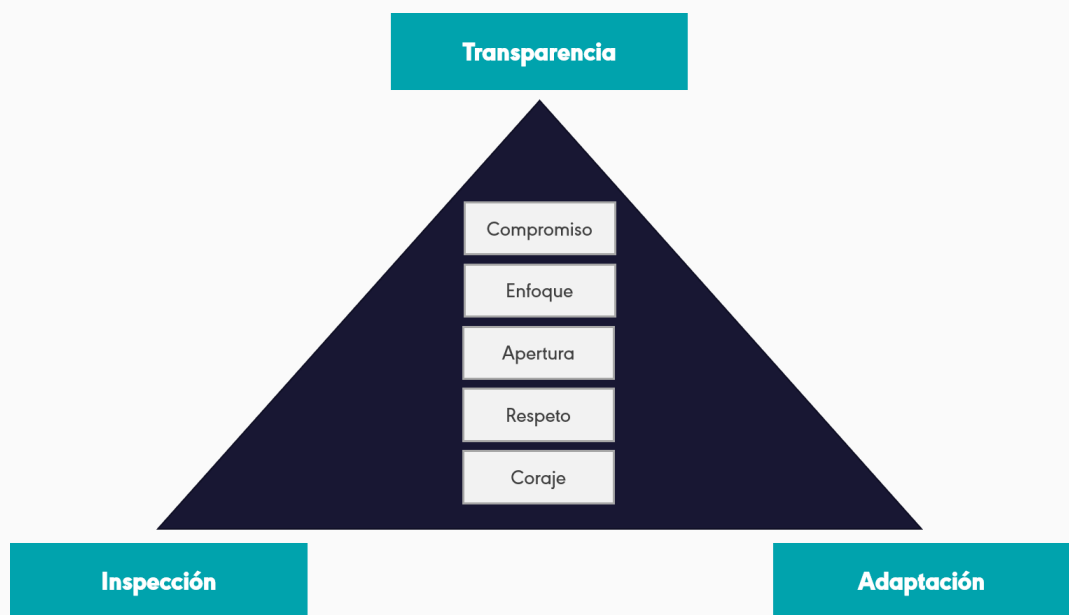 Transparencia
Compromiso
Enfoque
Apertura
Respeto
Coraje
Inspección
Adaptación